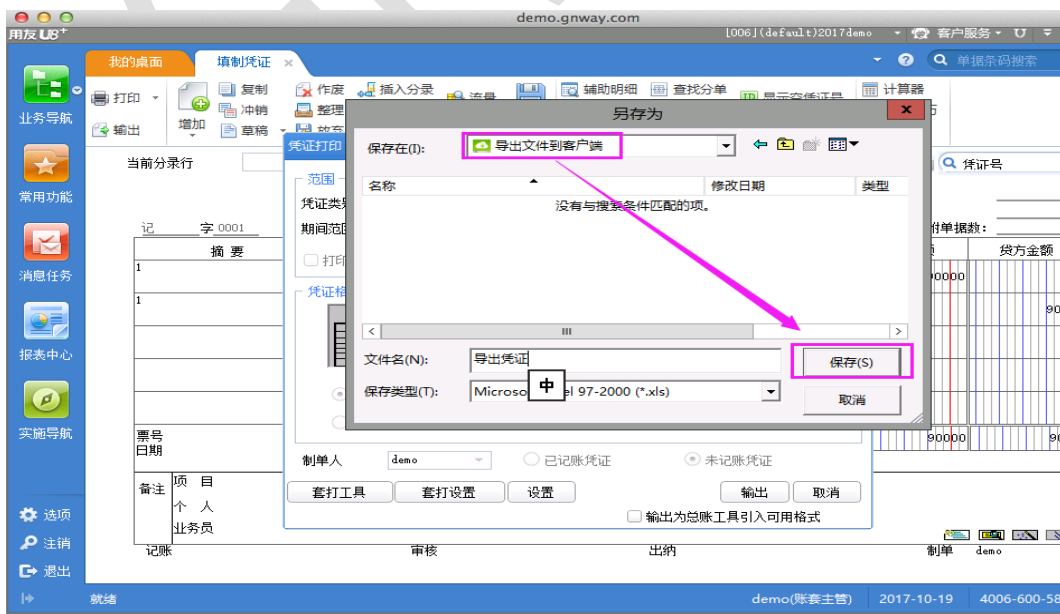 demo.gnway.com
用友U8+
[006](default)2017demo
客户服务
我的桌面
填制凭证
单据条码搜索
打印
输出
增加
复制
冲销
草稿
作废
整理
插入分录
辅助明细
查找分单
计算器
业务导航
常用功能
消息任务
报表中心
实施导航
选项
注销
退出
当前分录行
凭证号
记 字 0001
附单据数:
摘 要
贷方金额
1
1
票号
日期
备注
项 目
个 人
业务员
记账
审核
出纳
制单 demo
凭证打印
范围
凭证类别
期间范围
制单人
demo
已记账凭证
未记账凭证
套打工具
套打设置
设置
输出
取消
输出为总账工具引入可用格式
另存为
保存在(I):
导出文件到客户端
名称
修改日期
类型
没有与搜索条件匹配的项。
文件名(N):
导出凭证
保存(S)
中
保存类型(T):
el 97-2000 (*.xls)
取消
就绪
demo(账套主管)
2017-10-19
4006-600-58